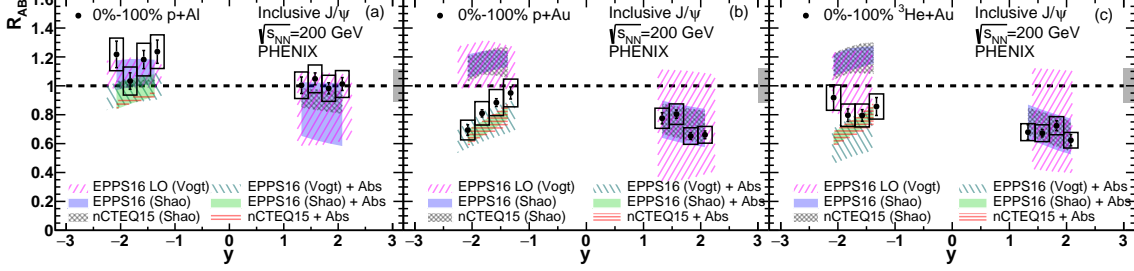 R_AB
1.6
1.4
1.2
1
0.8
0.6
0.4
0.2
0
0%-100% p+Al
Inclusive J/ψ
(a)
√s_NN=200 GeV
PHENIX
EPPS16 LO (Vogt)
EPPS16 (Vogt) + Abs
EPPS16 (Shao)
EPPS16 (Shao) + Abs
nCTEQ15 (Shao)
nCTEQ15 + Abs
−3 −2 −1 0 1 2 3
y
0%-100% p+Au
Inclusive J/ψ
(b)
√s_NN=200 GeV
PHENIX
EPPS16 LO (Vogt)
EPPS16 (Vogt) + Abs
EPPS16 (Shao)
EPPS16 (Shao) + Abs
nCTEQ15 (Shao)
nCTEQ15 + Abs
−2 −1 0 1 2 3
y
0%-100% ³He+Au
Inclusive J/ψ
(c)
√s_NN=200 GeV
PHENIX
EPPS16 LO (Vogt)
EPPS16 (Vogt) + Abs
EPPS16 (Shao)
EPPS16 (Shao) + Abs
nCTEQ15 (Shao)
nCTEQ15 + Abs
−3 −2 −1 0 1 2 3
y